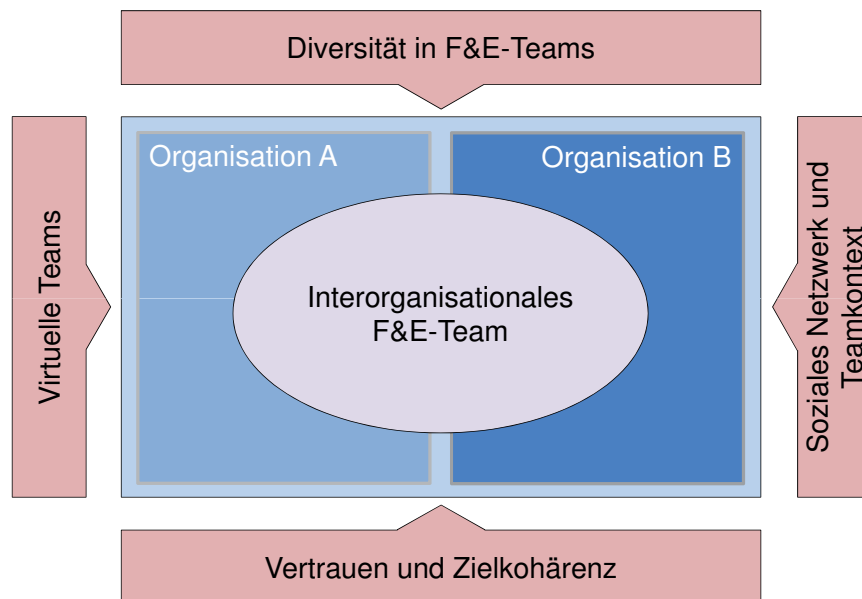 Diversität in F&E-Teams
Organisation A
Organisation B
Virtuelle Teams
Interorganisationales
F&E-Team
Soziales Netzwerk und
Teamkontext
Vertrauen und Zielkohärenz